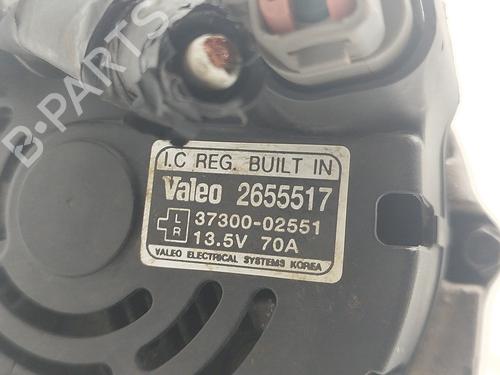 B-PARTS
I.C REG. BUILT IN
Valeo 2655517
L
R
37300-02551
13.5V 70A
VALEO ELECTRICAL SYSTEMS KOREA